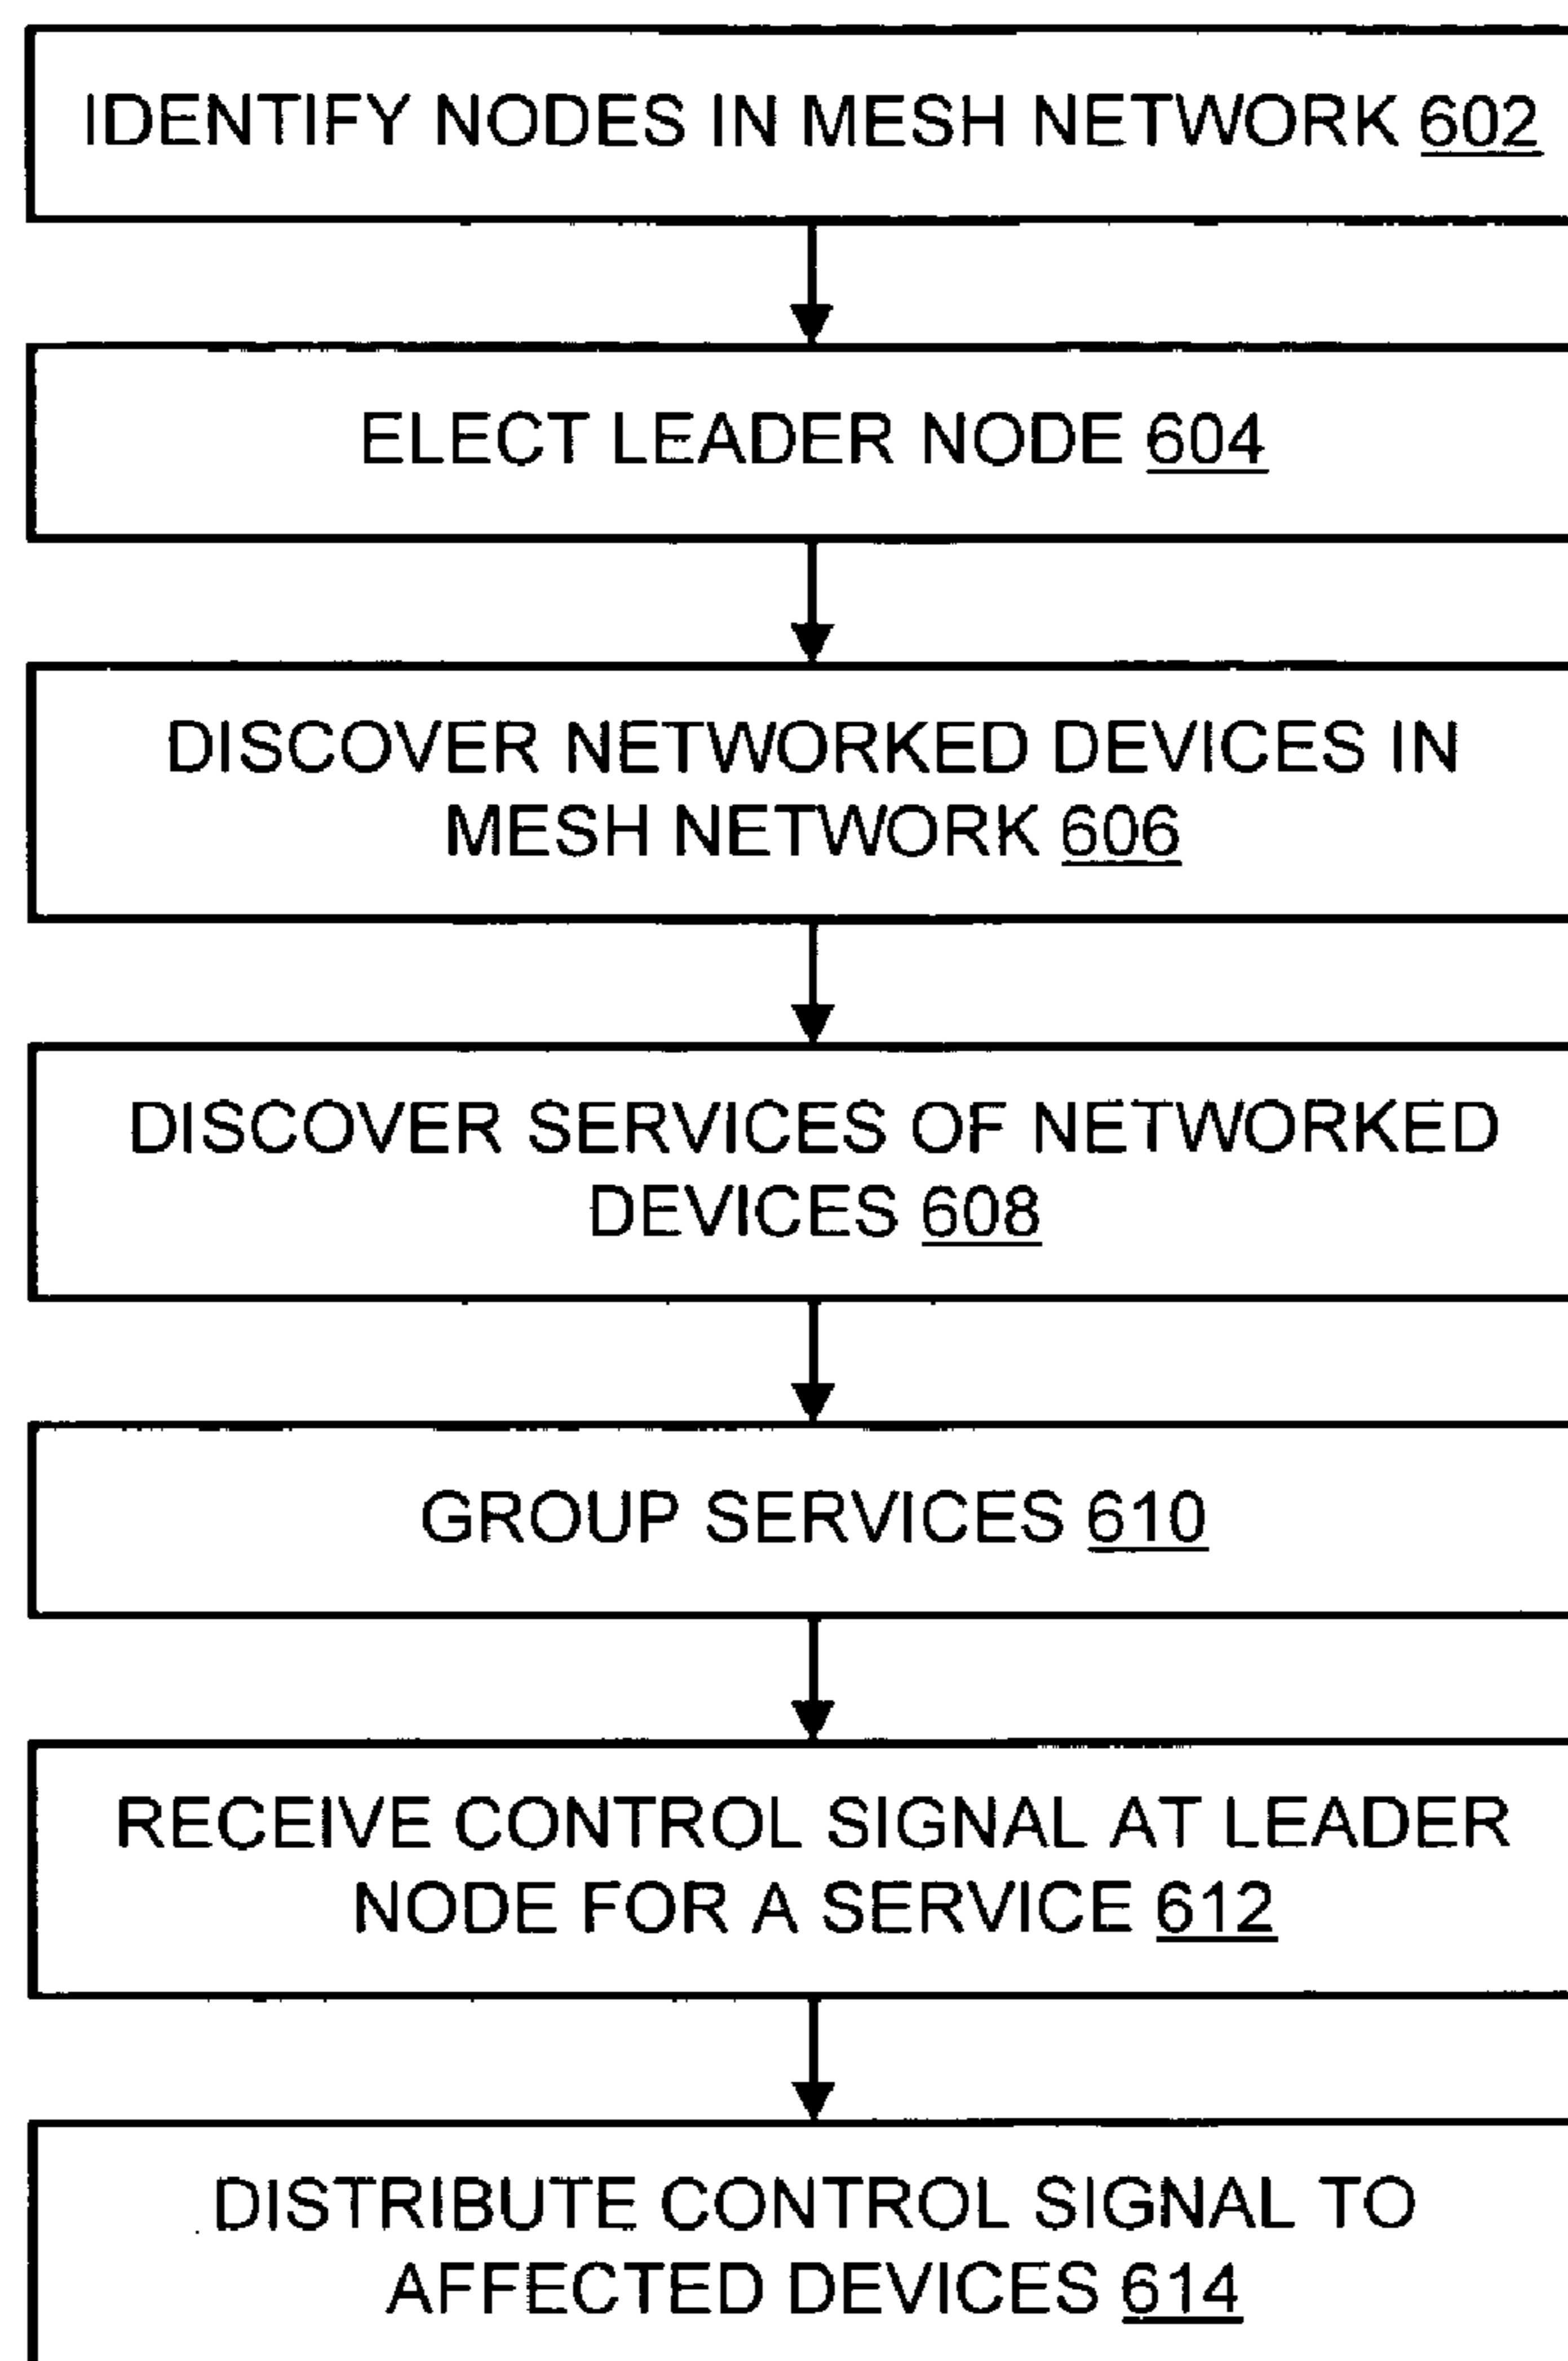 IDENTIFY NODES IN MESH NETWORK 602
ELECT LEADER NODE 604
DISCOVER NETWORKED DEVICES IN
MESH NETWORK 606
DISCOVER SERVICES OF NETWORKED
DEVICES 608
GROUP SERVICES 610
RECEIVE CONTROL SIGNAL AT LEADER
NODE FOR A SERVICE 612
DISTRIBUTE CONTROL SIGNAL TO
AFFECTED DEVICES 614